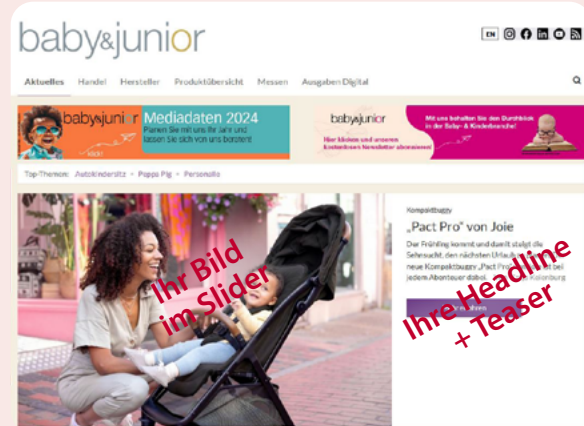 baby&junior
EN
Aktuelles Handel Hersteller Produktübersicht Messen Ausgaben Digital
baby&junior Mediadaten 2024
Planen Sie mit uns Ihr Jahr und
lassen Sie sich von uns beraten!
baby&junior
Hier klicken und unseren
kostenlosen Newsletter abonnieren!
Mit uns behalten Sie den Durchblick
in der Baby- & Kinderbranche!
Top-Themen: Autokindersitz • Peppa Pig • Personalie
Kompaktbuggy
„Pact Pro" von Joie
Der Frühling kommt und damit steigt die
Sehnsucht, den nächsten Urlaub
neue Kompaktbuggy „Pact Pro" bei
jedem Abenteuer dabei.
Ihr Bild
im Slider
Ihre Headline
+ Teaser